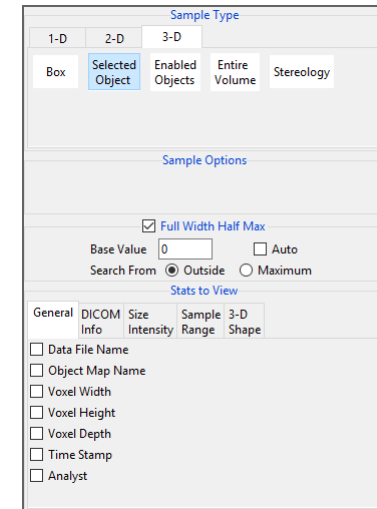 Sample Type
1-D 2-D 3-D
Box Selected Object Enabled Objects Entire Volume Stereology
Sample Options
Full Width Half Max
Base Value 0 Auto
Search From Outside Maximum
Stats to View
General DICOM Info Size Intensity Sample Range 3-D Shape
Data File Name
Object Map Name
Voxel Width
Voxel Height
Voxel Depth
Time Stamp
Analyst